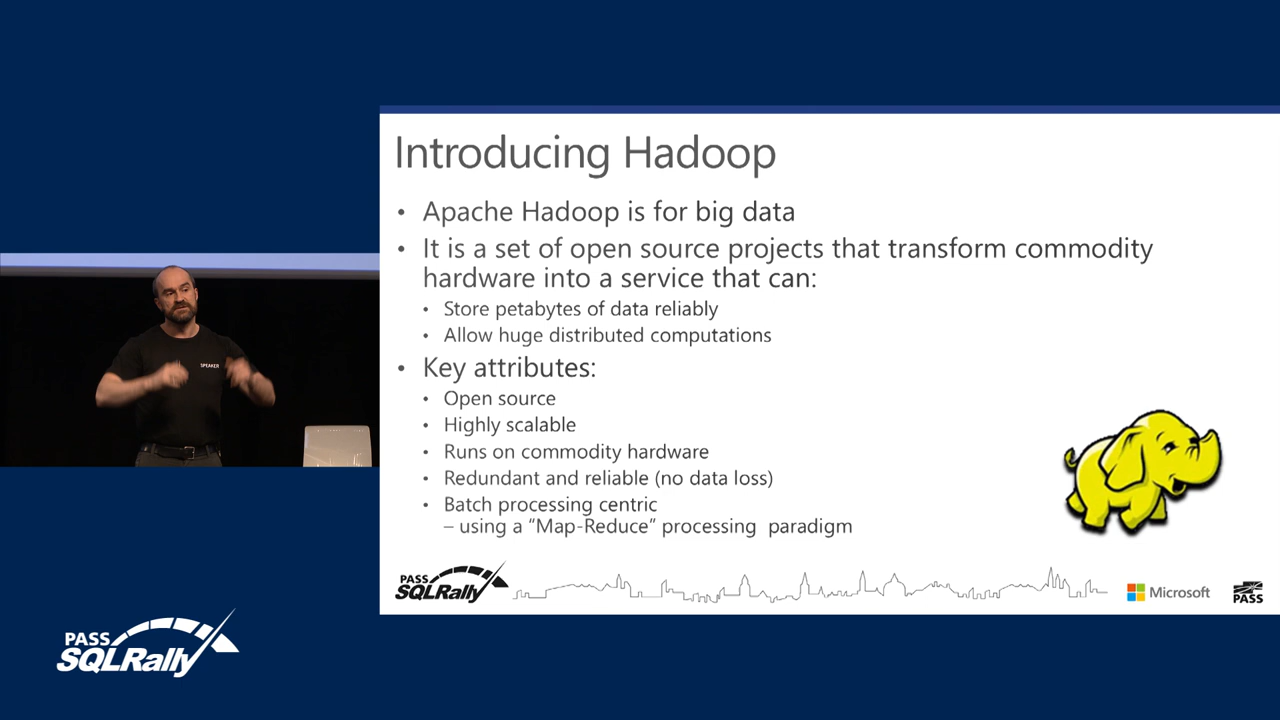 Introducing Hadoop
• Apache Hadoop is for big data
• It is a set of open source projects that transform commodity
hardware into a service that can:
• Store petabytes of data reliably
• Allow huge distributed computations
• Key attributes:
• Open source
• Highly scalable
• Runs on commodity hardware
• Redundant and reliable (no data loss)
• Batch processing centric
– using a “Map-Reduce” processing paradigm
SPEAKER
PASS
SQLRally
Microsoft
PASS
PASS
SQLRally